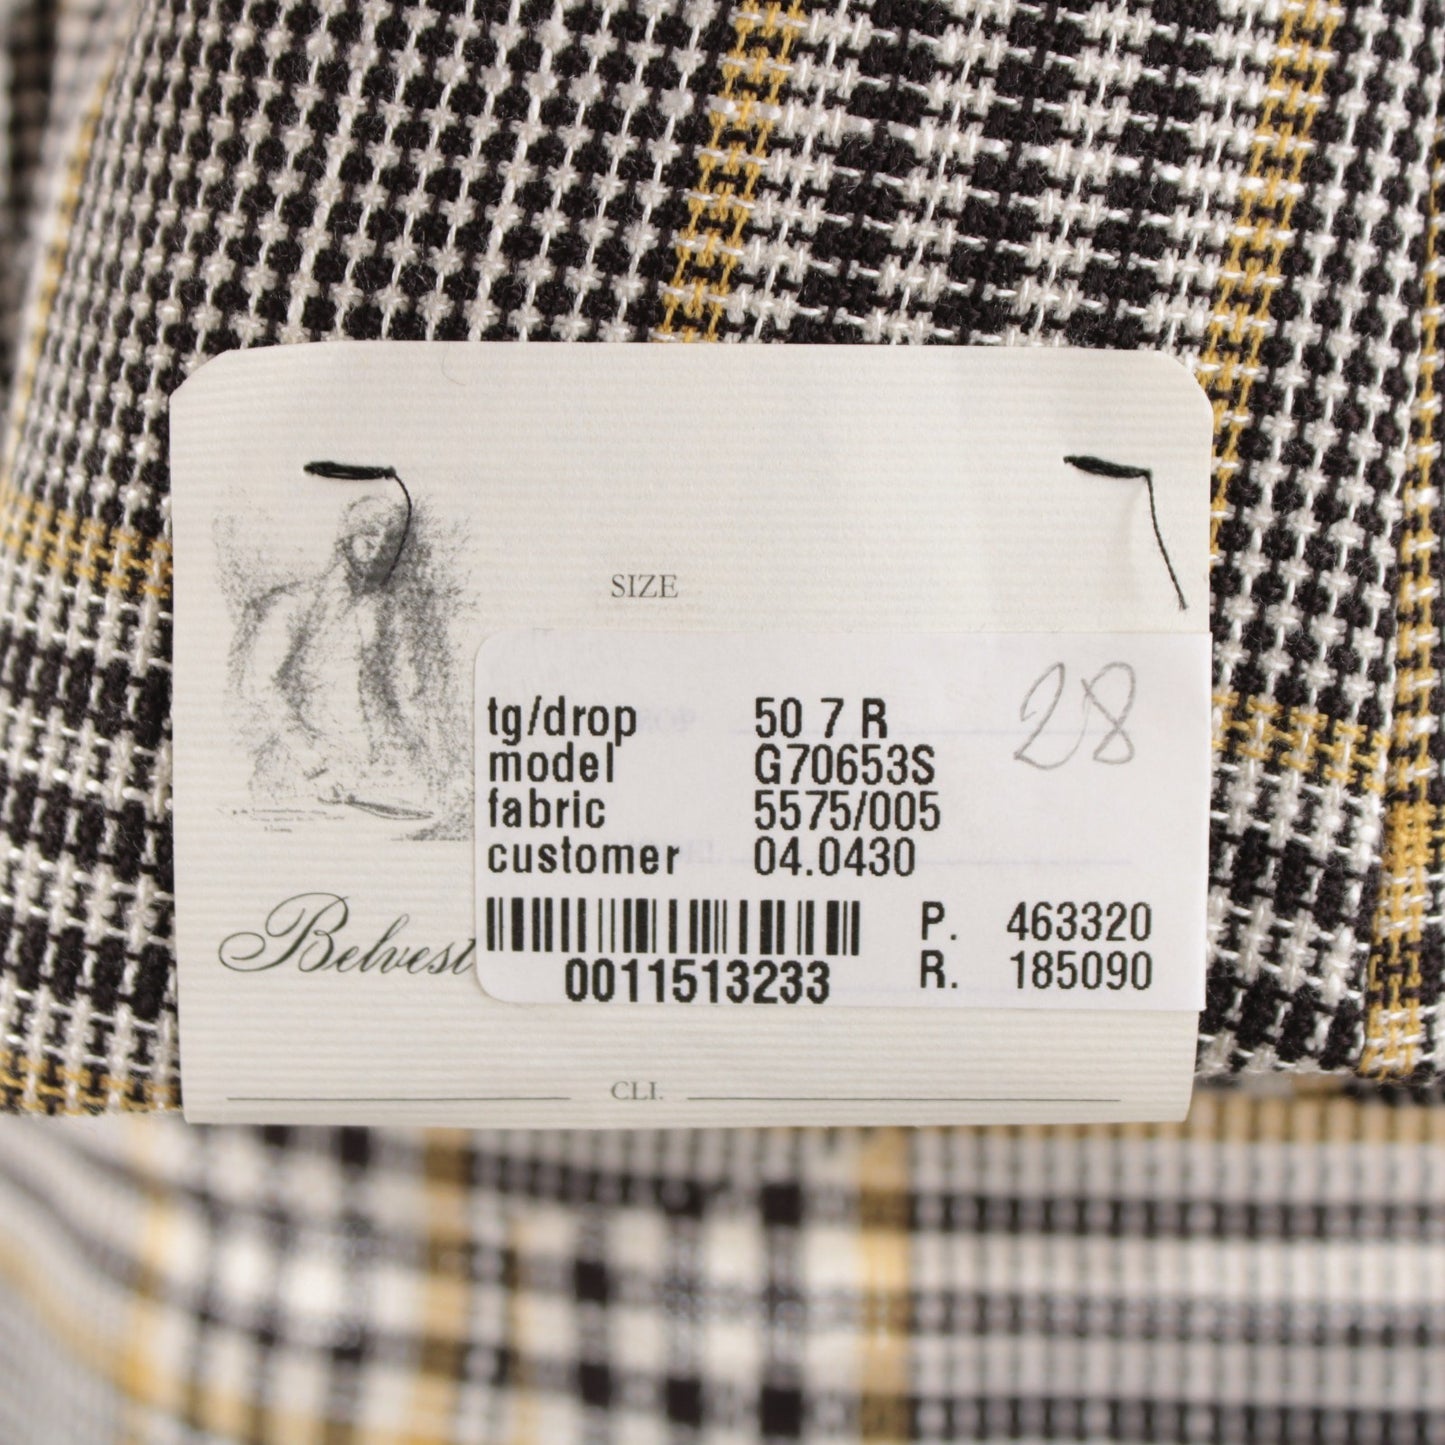 SIZE
28
tg/drop 50 7 R
model G70653S
fabric 5575/005
customer 04.0430
Belvest
P. 463320
0011513233 R. 185090
CLI.